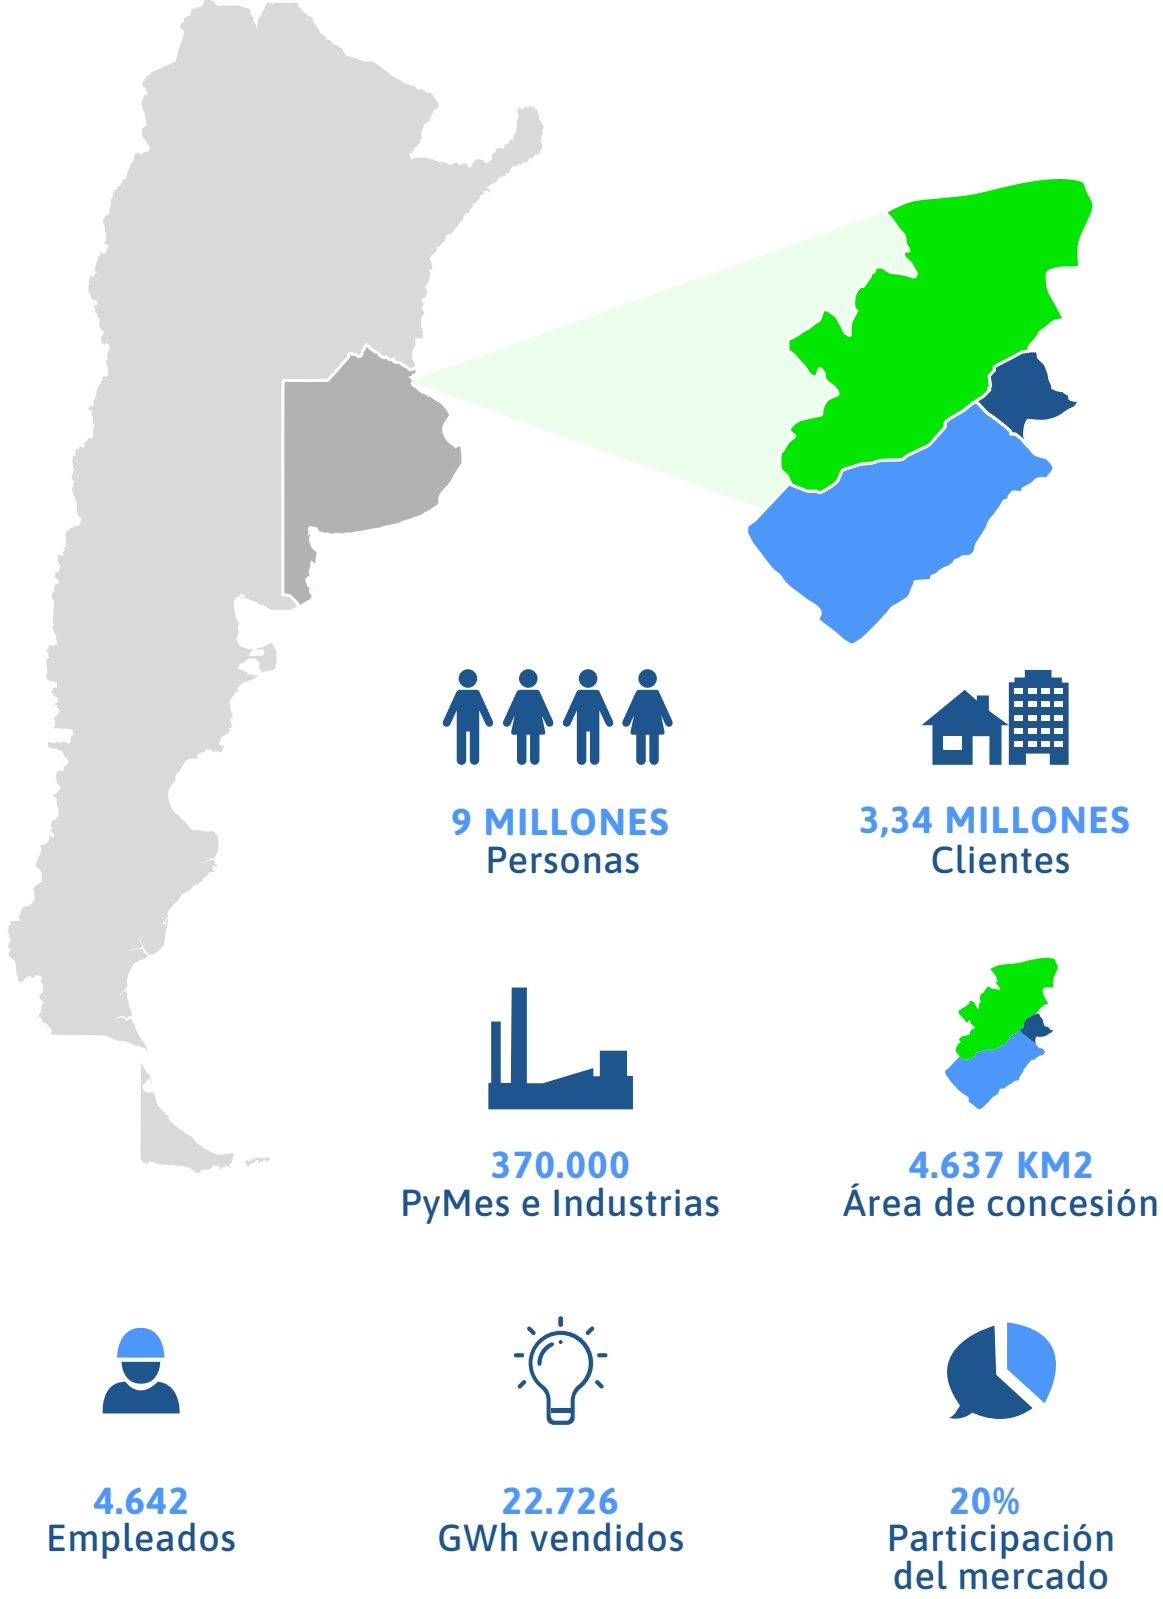 9 MILLONES
Personas
3,34 MILLONES
Clientes
370.000
PyMes e Industrias
4.637 KM2
Área de concesión
4.642
Empleados
22.726
GWh vendidos
20%
Participación
del mercado